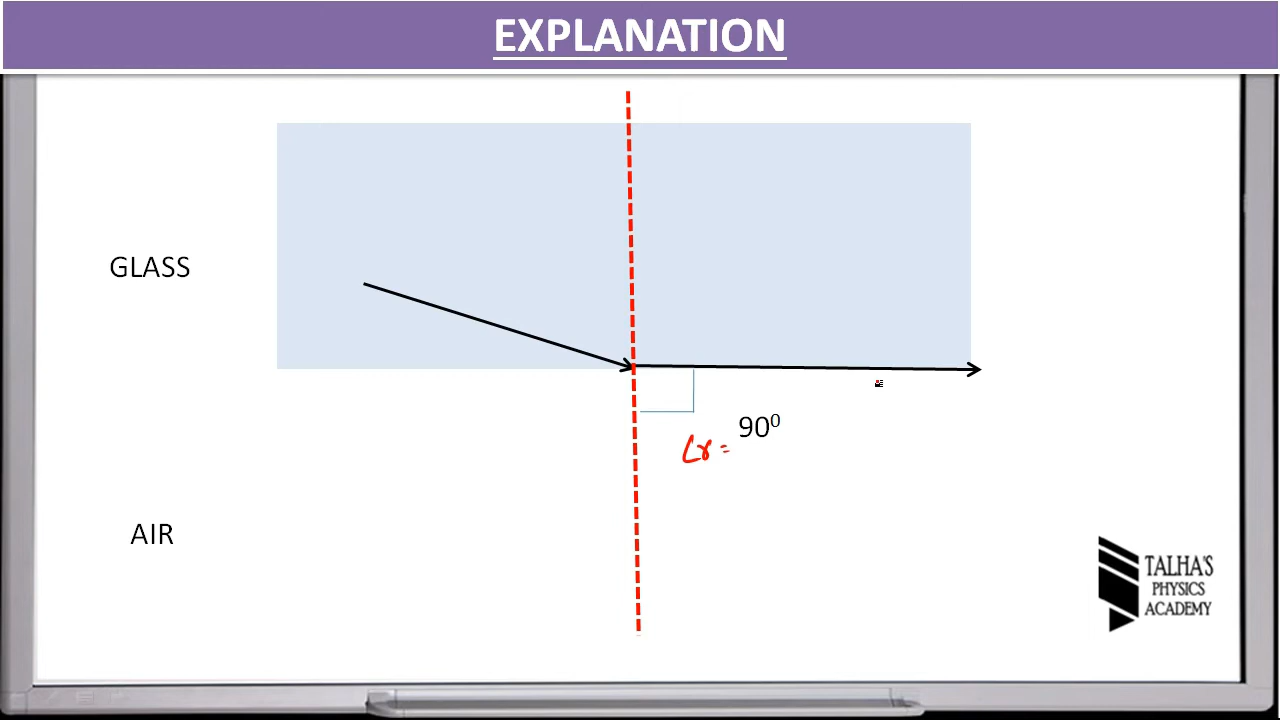 EXPLANATION
GLASS
90⁰
∠r =
AIR
TALHA'S
PHYSICS
ACADEMY